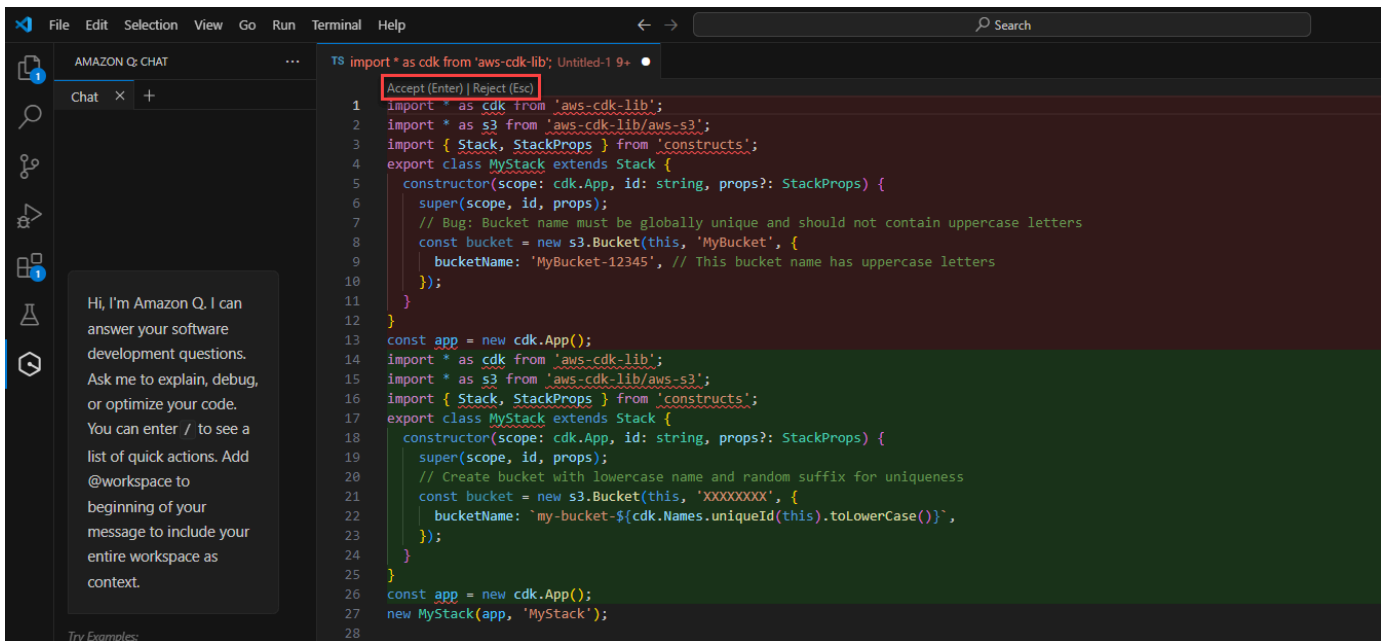 File Edit Selection View Go Run Terminal Help
Search
AMAZON Q: CHAT
Chat
Hi, I'm Amazon Q. I can
answer your software
development questions.
Ask me to explain, debug,
or optimize your code.
You can enter / to see a
list of quick actions. Add
@workspace to
beginning of your
message to include your
entire workspace as
context.
Try Examples:
TS import * as cdk from 'aws-cdk-lib'; Untitled-1 9+
Accept (Enter) | Reject (Esc)
1 import * as cdk from 'aws-cdk-lib';
2 import * as s3 from 'aws-cdk-lib/aws-s3';
3 import { Stack, StackProps } from 'constructs';
4 export class MyStack extends Stack {
5 constructor(scope: cdk.App, id: string, props?: StackProps) {
6 super(scope, id, props);
7 // Bug: Bucket name must be globally unique and should not contain uppercase letters
8 const bucket = new s3.Bucket(this, 'MyBucket', {
9 bucketName: 'MyBucket-12345', // This bucket name has uppercase letters
10 });
11 }
12 }
13 const app = new cdk.App();
14 import * as cdk from 'aws-cdk-lib';
15 import * as s3 from 'aws-cdk-lib/aws-s3';
16 import { Stack, StackProps } from 'constructs';
17 export class MyStack extends Stack {
18 constructor(scope: cdk.App, id: string, props?: StackProps) {
19 super(scope, id, props);
20 // Create bucket with lowercase name and random suffix for uniqueness
21 const bucket = new s3.Bucket(this, 'XXXXXXXX', {
22 bucketName: `my-bucket-${cdk.Names.uniqueId(this).toLowerCase()}`,
23 });
24 }
25 }
26 const app = new cdk.App();
27 new MyStack(app, 'MyStack');
28
1
1